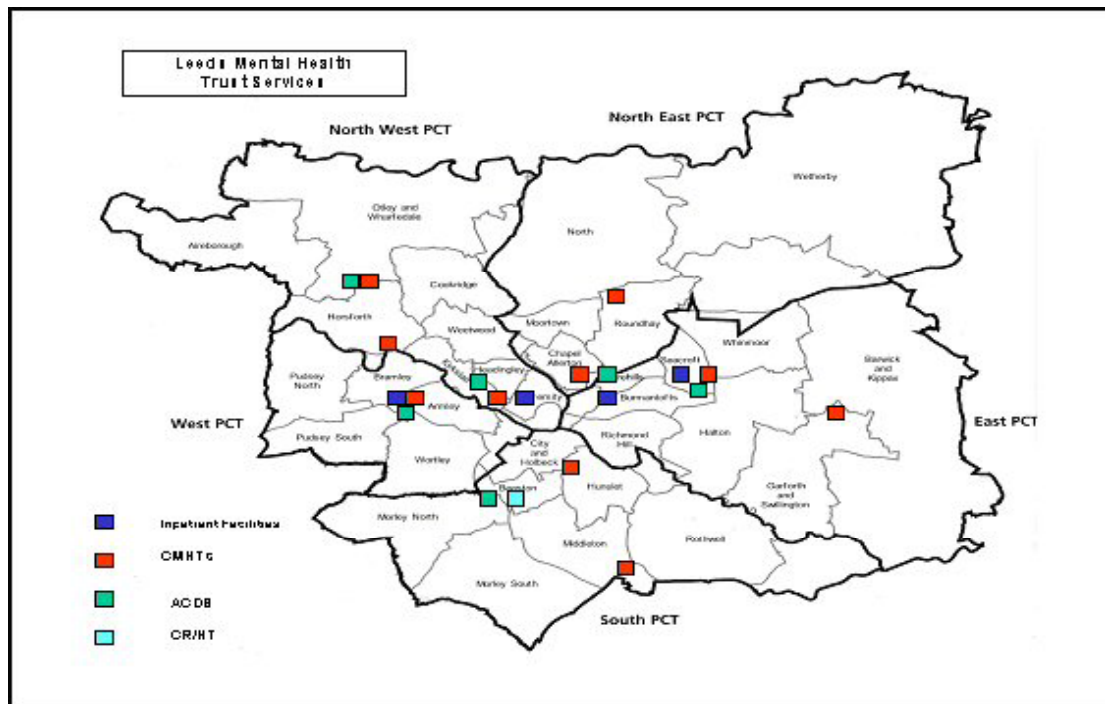 Leeds Mental Health
Trust Services
North West PCT
North East PCT
Wetherby
Otley and
Wharfedale
North
Aireborough
Cookridge
Horsforth
Moortown
Roundhay
Weetwood
Whinmoor
Chapel
Allerton
Seacroft
Barwick
and
Kippax
Headingley
Kirkstall
Pudsey
North
Bramley
Armley
Burmantofts
West PCT
East PCT
Pudsey South
Wortley
City
and
Holbeck
Richmond
Hill
Halton
Beeston
Hunslet
Garforth
and
Swillington
Morley North
Middleton
Rothwell
Morley South
South PCT
Inpatient Facilities
CMHTs
CR/HT